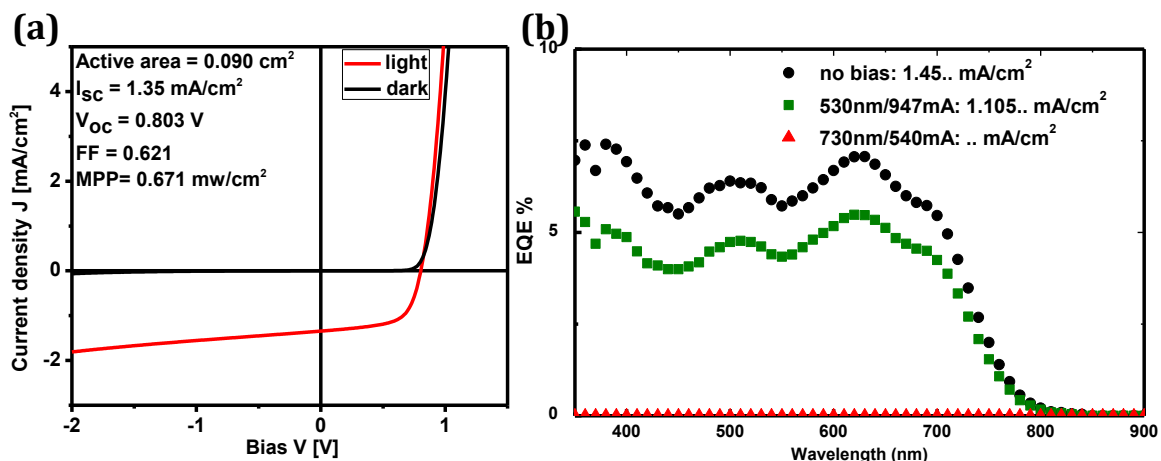 (a)
Active area = 0.090 cm²
I_SC = 1.35 mA/cm²
V_OC = 0.803 V
FF = 0.621
MPP= 0.671 mw/cm²
light
dark
Current density J [mA/cm²]
4
2
0
-2
-2 -1 0 1
Bias V [V]
(b)
no bias: 1.45.. mA/cm²
530nm/947mA: 1.105.. mA/cm²
730nm/540mA: .. mA/cm²
EQE %
10
5
0
400 500 600 700 800 900
Wavelength (nm)